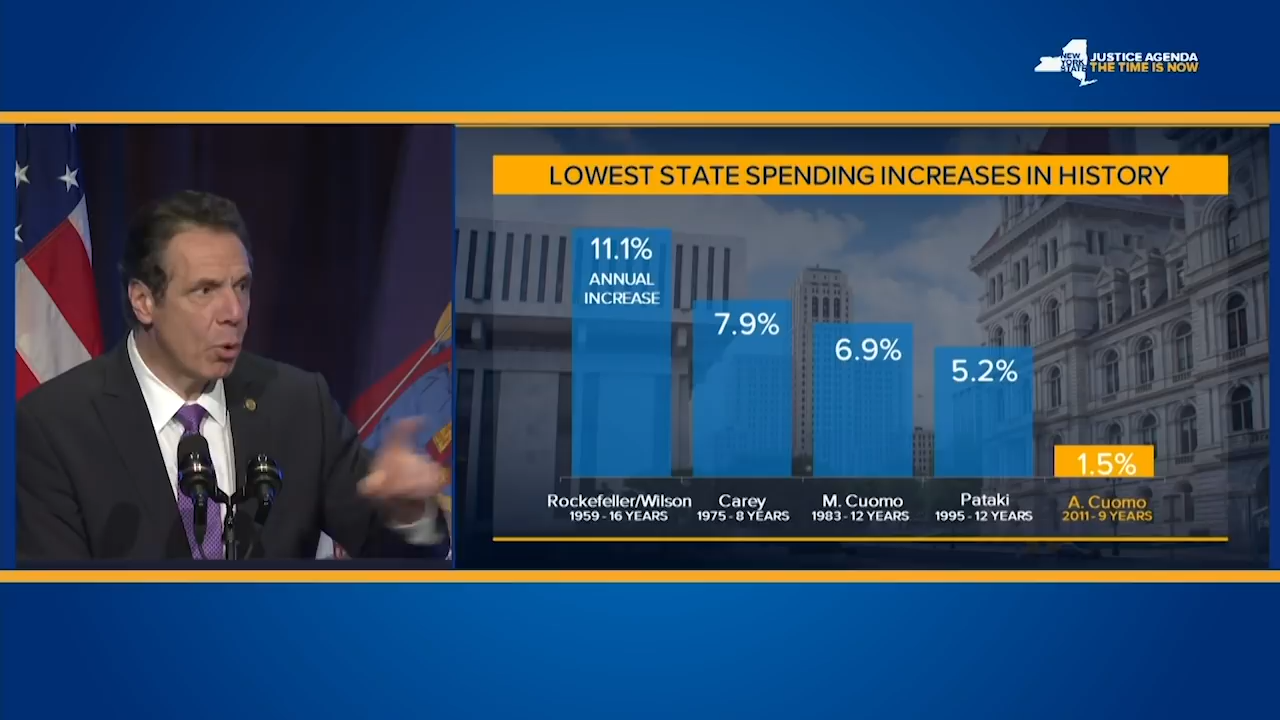 NEW
YORK
STATE
JUSTICE AGENDA
THE TIME IS NOW
LOWEST STATE SPENDING INCREASES IN HISTORY
11.1%
ANNUAL
INCREASE
7.9%
6.9%
5.2%
1.5%
Rockefeller/Wilson
1959 - 16 YEARS
Carey
1975 - 8 YEARS
M. Cuomo
1983 - 12 YEARS
Pataki
1995 - 12 YEARS
A. Cuomo
2011 - 9 YEARS